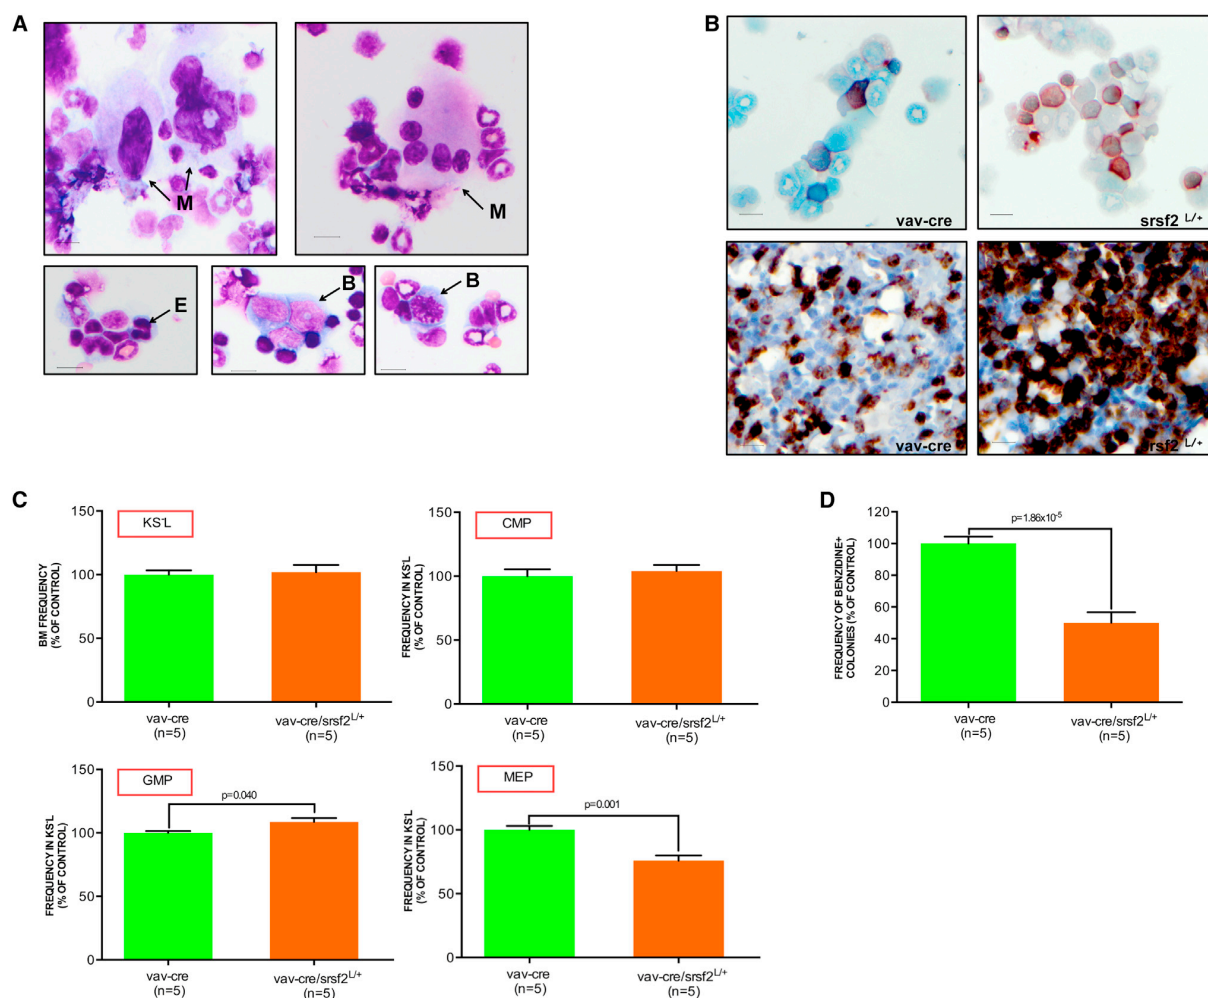 A
M
M
E
B
B
B
vav-cre
srsf2 L/+
vav-cre
srsf2 L/+
C
KS-L
BM FREQUENCY
(% OF CONTROL)
150
100
50
0
vav-cre
(n=5)
vav-cre/srsf2L/+
(n=5)
CMP
FREQUENCY IN KS-L
(% OF CONTROL)
150
100
50
0
vav-cre
(n=5)
vav-cre/srsf2L/+
(n=5)
D
p=1.86x10-5
FREQUENCY OF BENZIDINE+
COLONIES (% OF CONTROL)
120
100
80
60
40
20
0
vav-cre
(n=5)
vav-cre/srsf2L/+
(n=5)
GMP
p=0.040
FREQUENCY IN KS-L
(% OF CONTROL)
150
100
50
0
vav-cre
(n=5)
vav-cre/srsf2L/+
(n=5)
MEP
p=0.001
FREQUENCY IN KS-L
(% OF CONTROL)
150
100
50
0
vav-cre
(n=5)
vav-cre/srsf2L/+
(n=5)